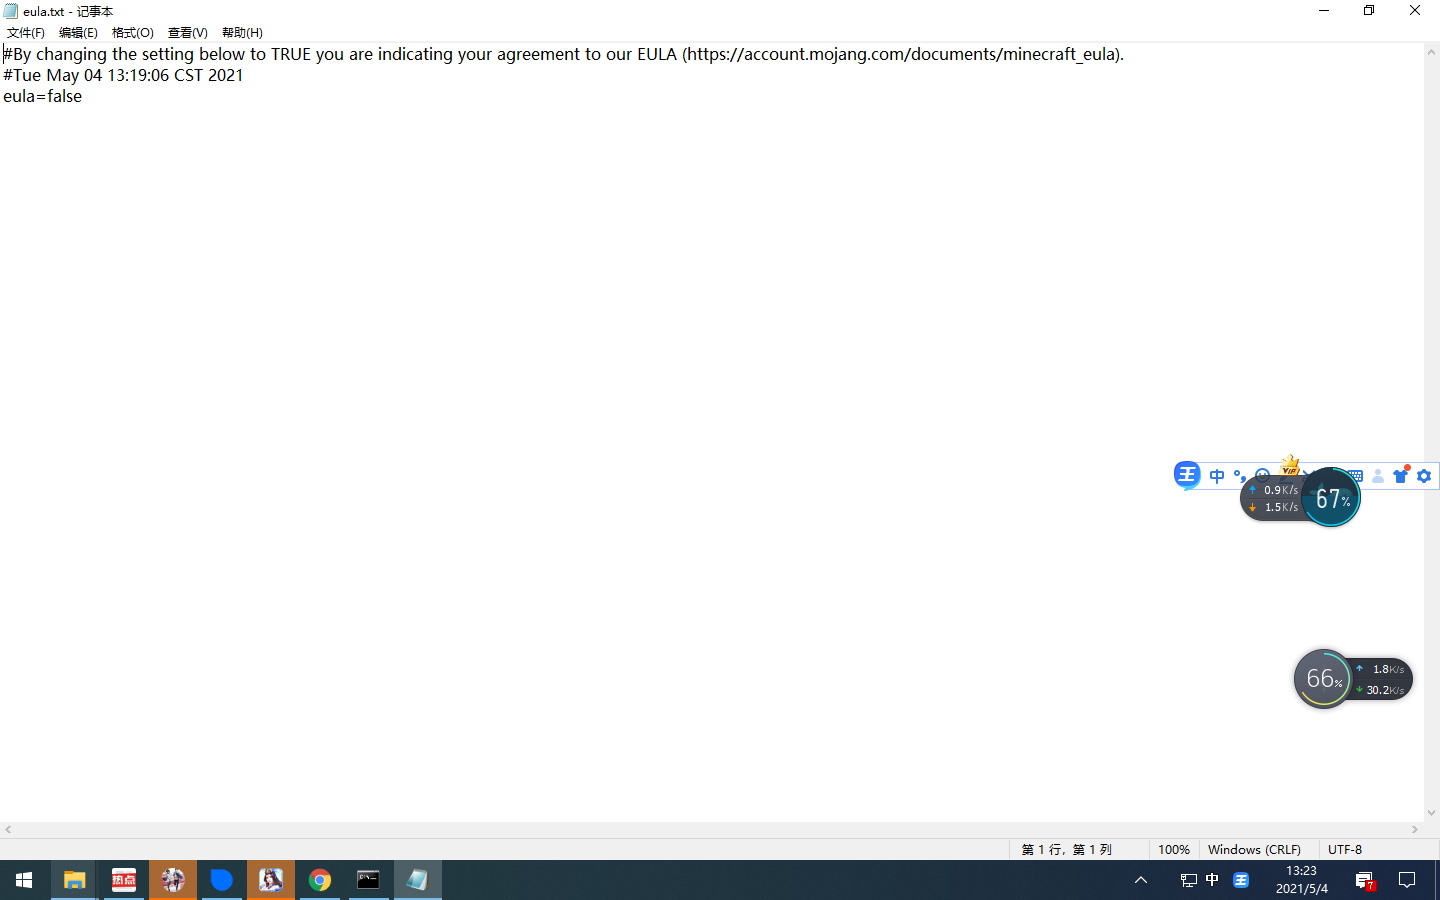 eula.txt - 记事本
文件(F) 编辑(E) 格式(O) 查看(V) 帮助(H)
#By changing the setting below to TRUE you are indicating your agreement to our EULA (https://account.mojang.com/documents/minecraft_eula).
#Tue May 04 13:19:06 CST 2021
eula=false
王 中 VIP
0.9K/s
1.5K/s
67%
66%
1.8K/s
30.2K/s
第 1 行，第 1 列 100% Windows (CRLF) UTF-8
热点
中 王
13:23
2021/5/4
7